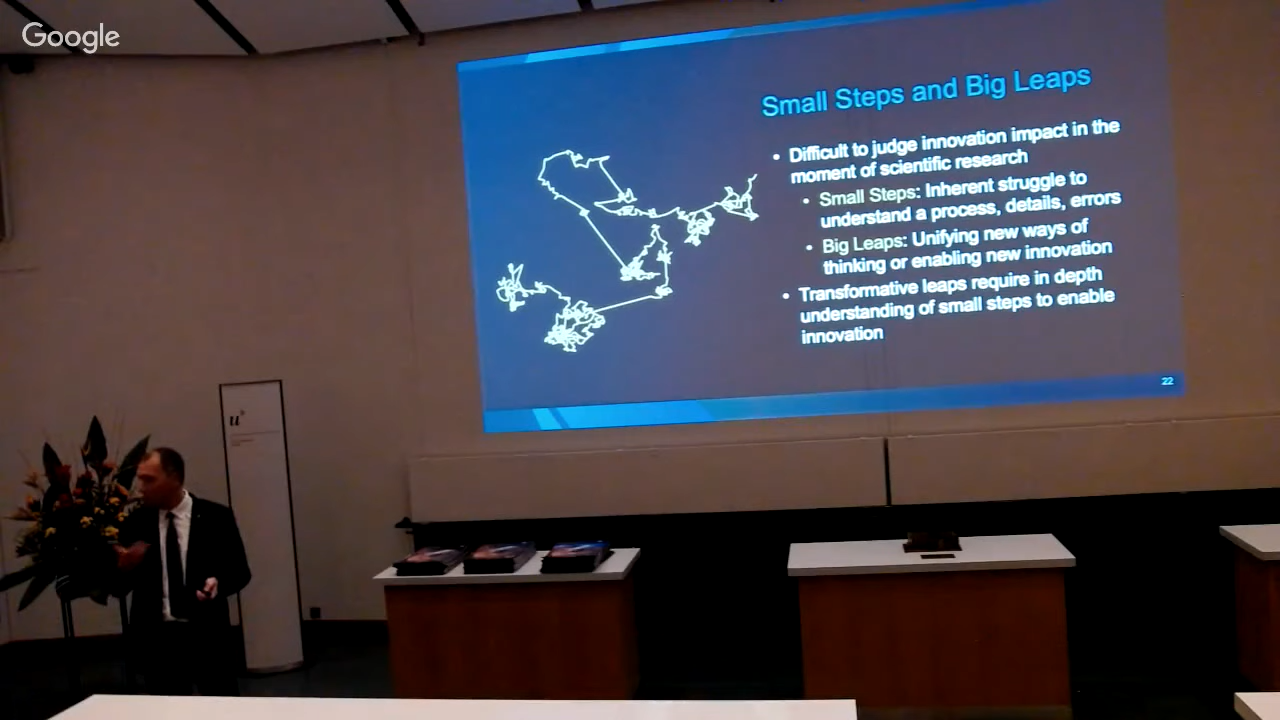 Google
Small Steps and Big Leaps
• Difficult to judge innovation impact in the
moment of scientific research
• Small Steps: Inherent struggle to
understand a process, details, errors
• Big Leaps: Unifying new ways of
thinking or enabling new innovation
• Transformative leaps require in depth
understanding of small steps to enable
innovation
22
u
b